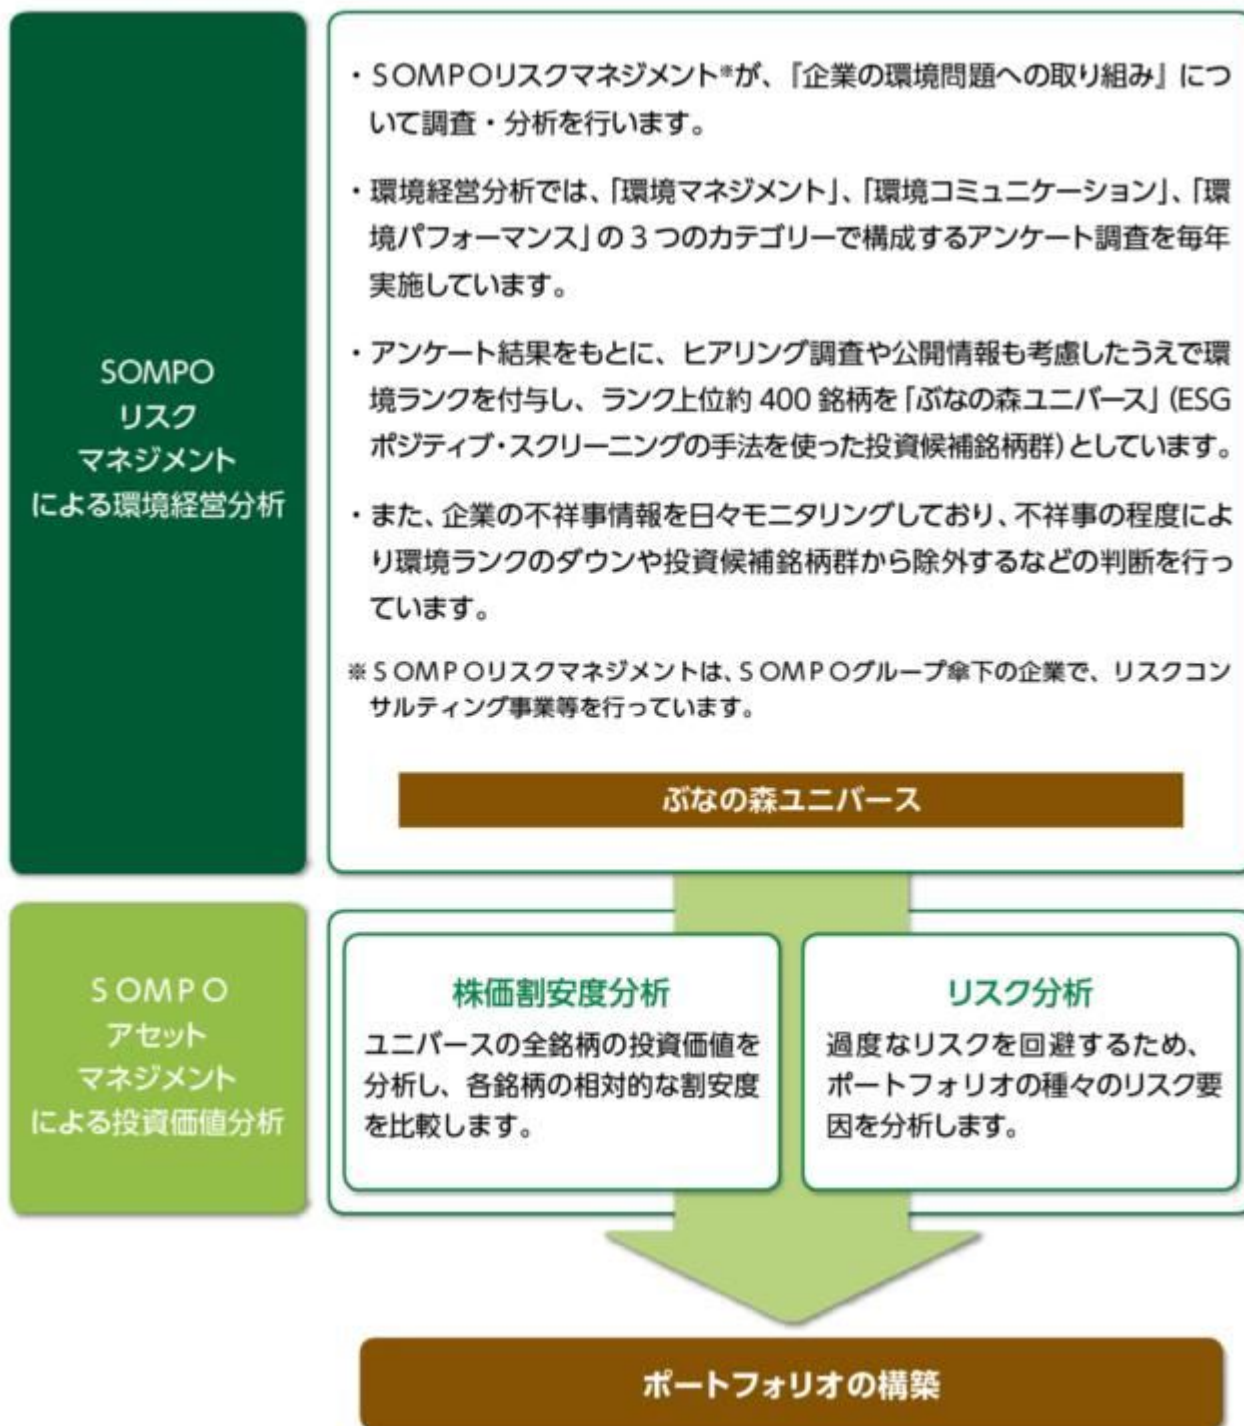 SOMPO
リスク
マネジメント
による環境経営分析
・SOMPOリスクマネジメント※が、『企業の環境問題への取り組み』につ
いて調査・分析を行います。
・環境経営分析では、「環境マネジメント」、「環境コミュニケーション」、「環
境パフォーマンス」の3つのカテゴリーで構成するアンケート調査を毎年
実施しています。
・アンケート結果をもとに、ヒアリング調査や公開情報も考慮したうえで環
境ランクを付与し、ランク上位約 400 銘柄を「ぶなの森ユニバース」(ESG
ポジティブ・スクリーニングの手法を使った投資候補銘柄群)としています。
・また、企業の不祥事情報を日々モニタリングしており、不祥事の程度によ
り環境ランクのダウンや投資候補銘柄群から除外するなどの判断を行っ
ています。
※SOMPOリスクマネジメントは、SOMPOグループ傘下の企業で、リスクコン
サルティング事業等を行っています。
ぶなの森ユニバース
SOMPO
アセット
マネジメント
による投資価値分析
株価割安度分析
ユニバースの全銘柄の投資価値を
分析し、各銘柄の相対的な割安度
を比較します。
リスク分析
過度なリスクを回避するため、
ポートフォリオの種々のリスク要
因を分析します。
ポートフォリオの構築